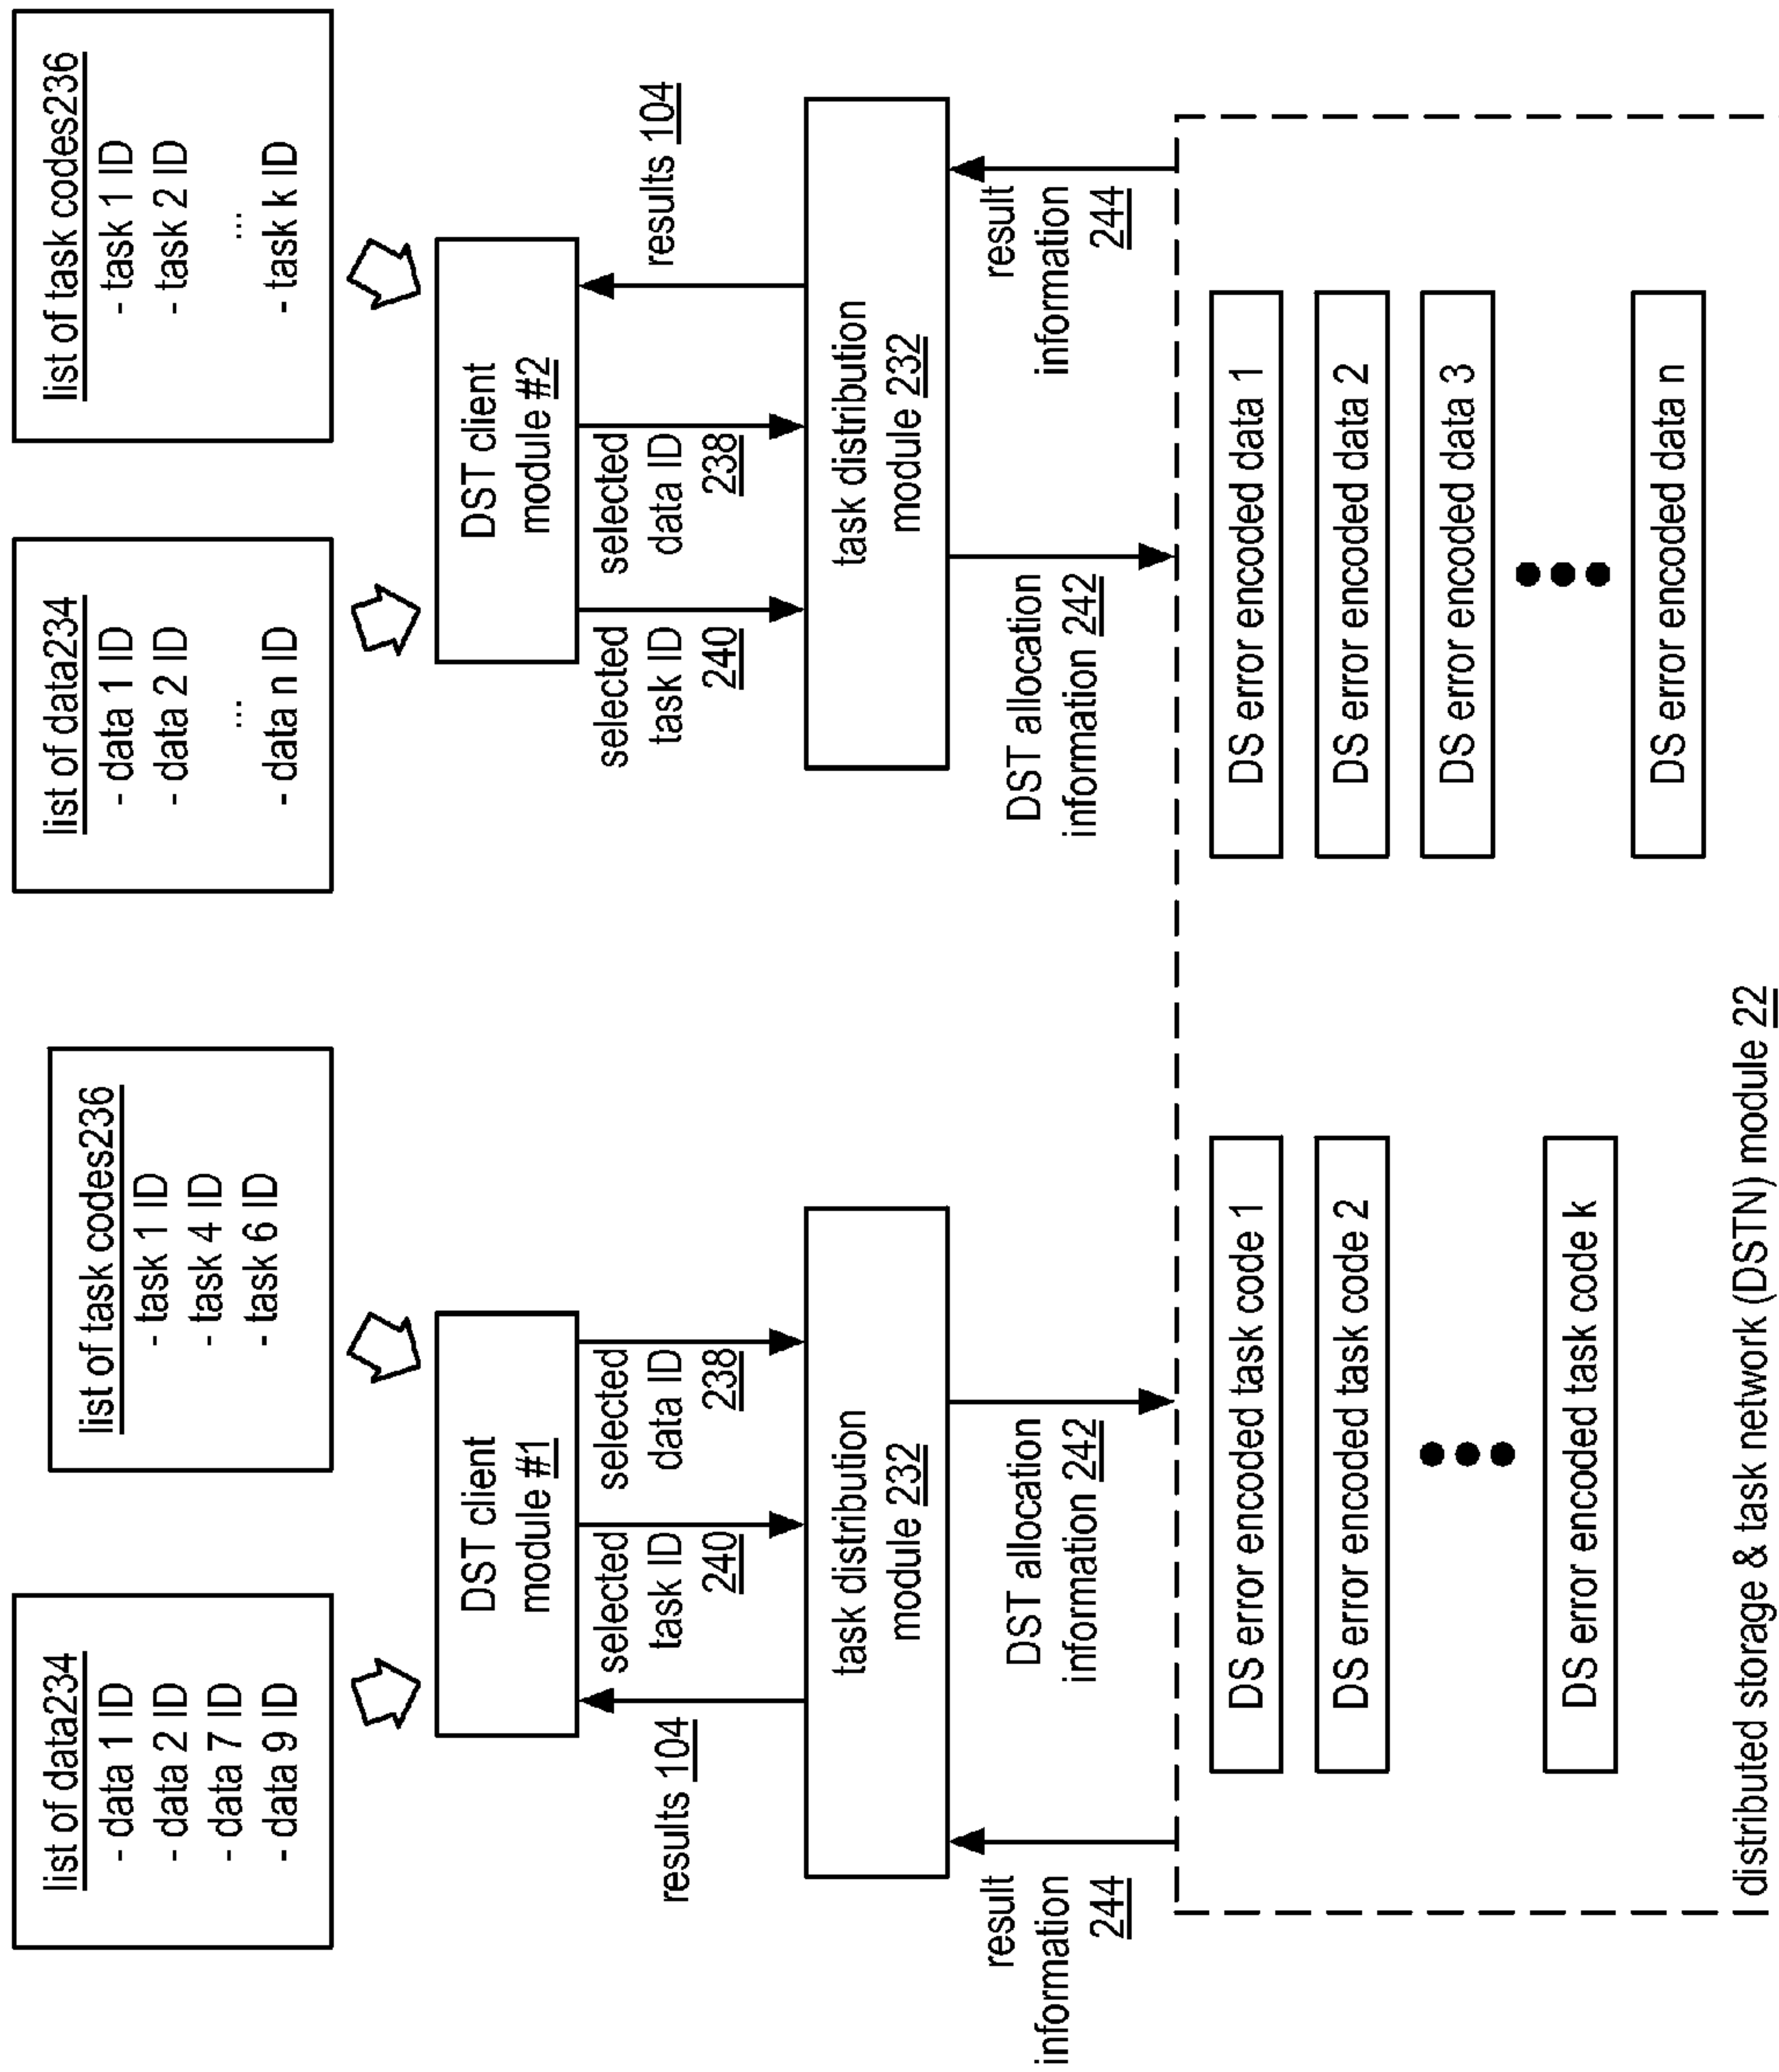 list of data234
- data 1 ID
- data 2 ID
- data 7 ID
- data 9 ID
list of task codes236
- task 1 ID
- task 4 ID
- task 6 ID
list of data234
- data 1 ID
- data 2 ID
...
- data n ID
list of task codes236
- task 1 ID
- task 2 ID
...
- task k ID
DST client
module #1
DST client
module #2
results 104
selected
task ID
240
selected
data ID
238
selected
task ID
240
selected
data ID
238
results 104
task distribution
module 232
task distribution
module 232
result
information
244
DST allocation
information 242
DST allocation
information 242
result
information
244
DS error encoded task code 1
DS error encoded task code 2
DS error encoded task code k
DS error encoded data 1
DS error encoded data 2
DS error encoded data 3
DS error encoded data n
distributed storage & task network (DSTN) module 22